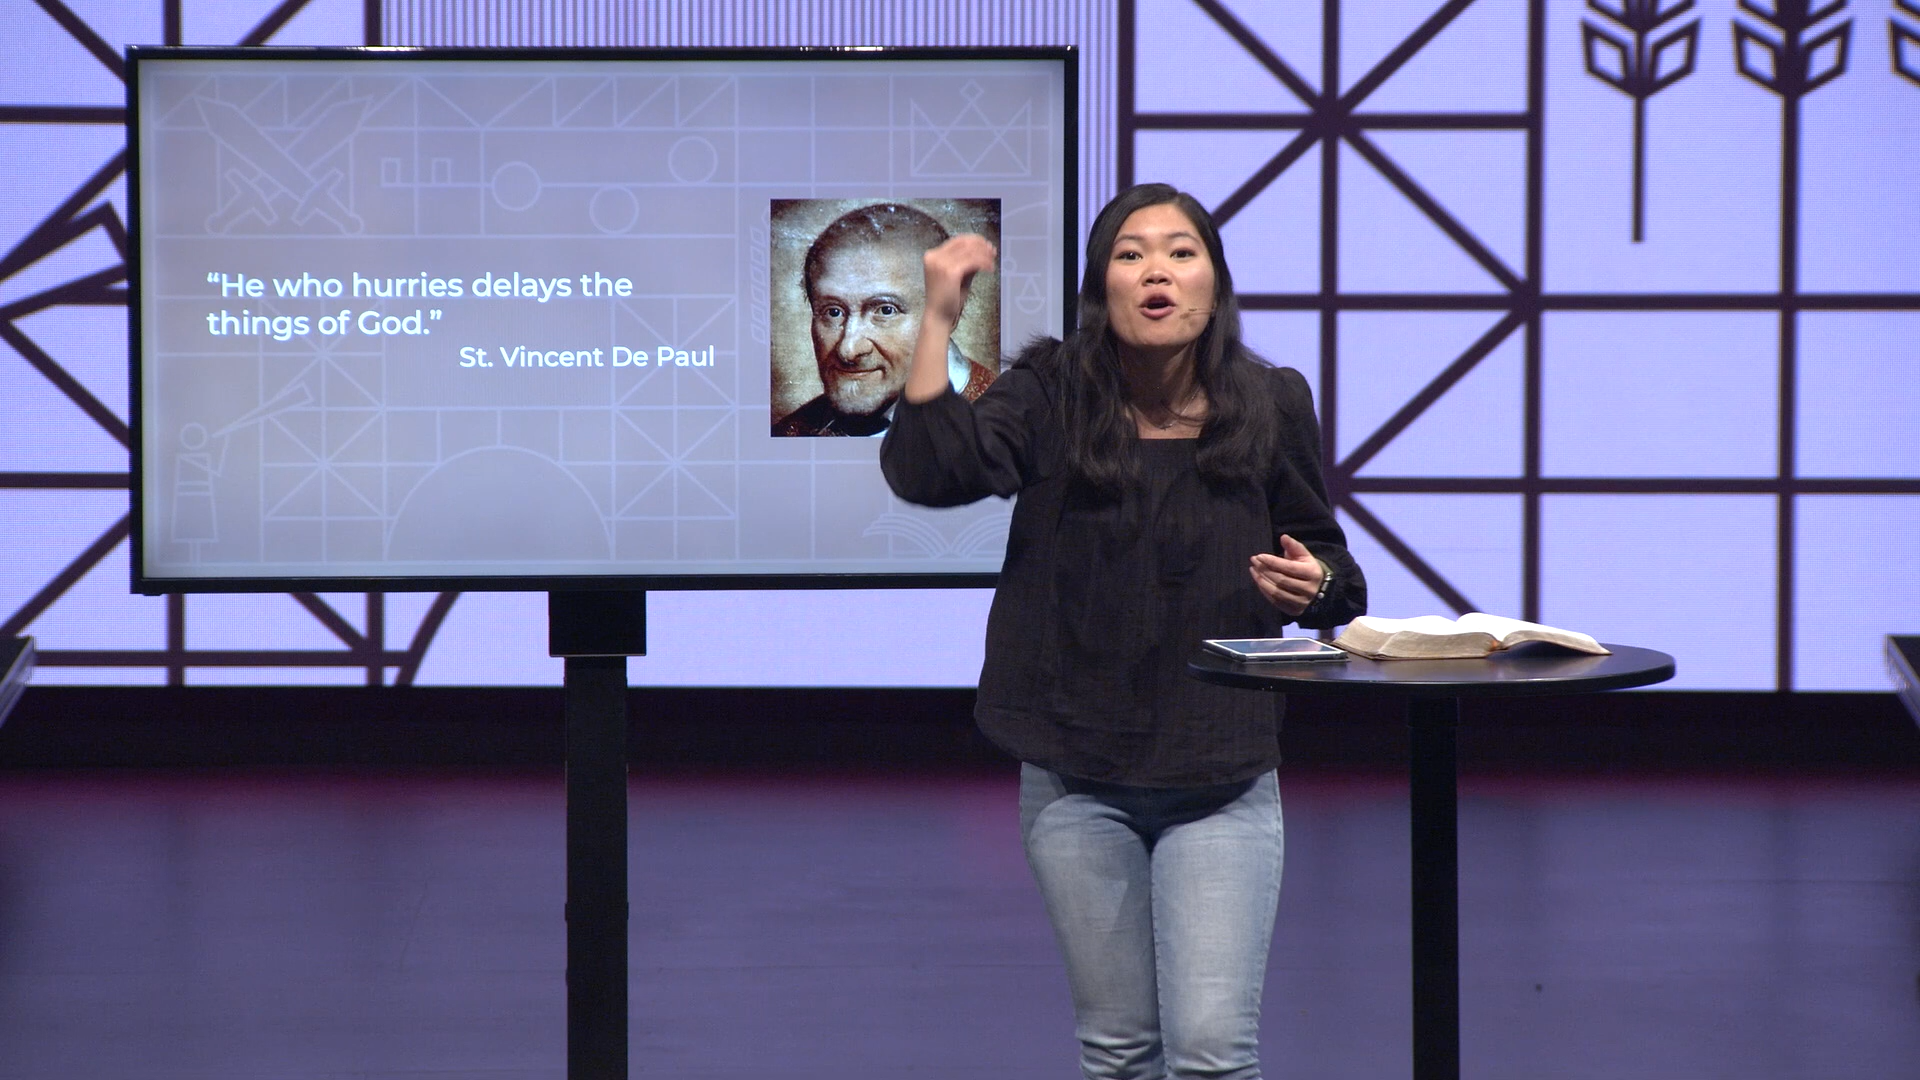 “He who hurries delays the
things of God.”
St. Vincent De Paul